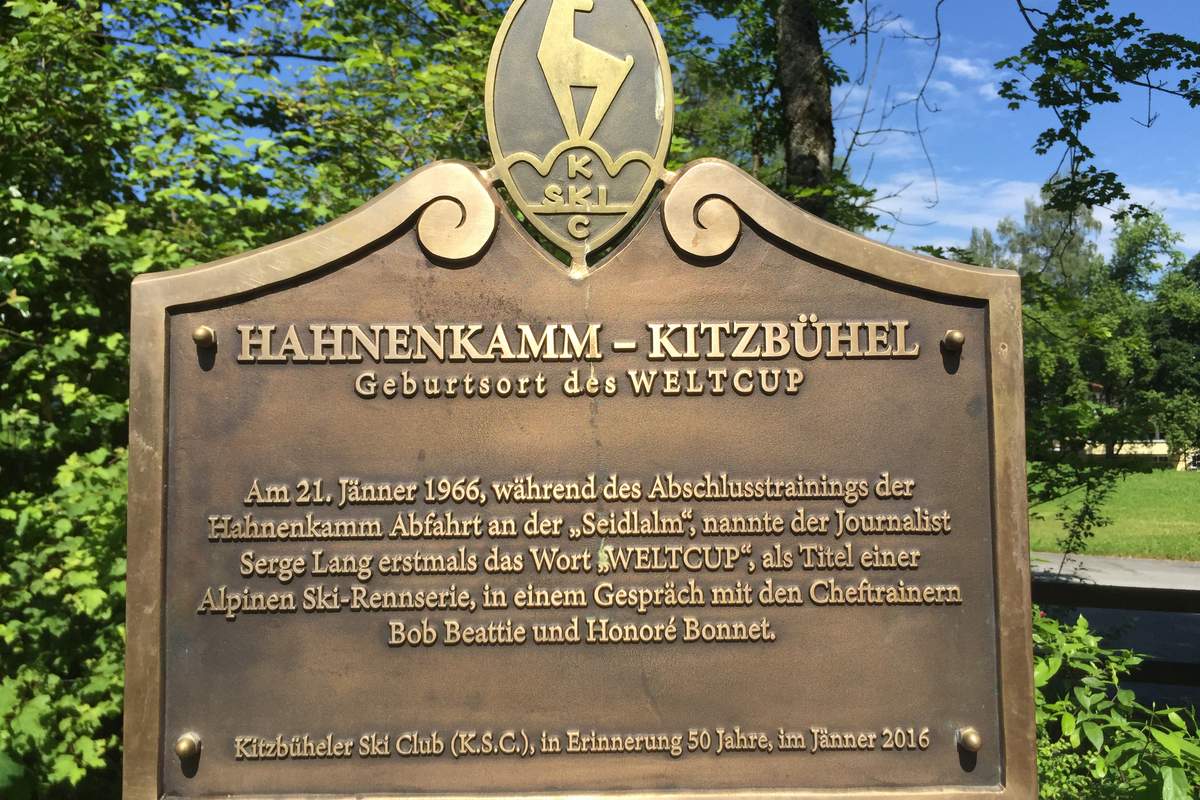 K
SKI
C
HAHNENKAMM – KITZBÜHEL
Geburtsort des WELTCUP
Am 21. Jänner 1966, während des Abschlusstrainings der
Hahnenkamm Abfahrt an der „Seidlalm“, nannte der Journalist
Serge Lang erstmals das Wort „WELTCUP“, als Titel einer
Alpinen Ski-Rennserie, in einem Gespräch mit den Cheftrainern
Bob Beattie und Honoré Bonnet.
Kitzbüheler Ski Club (K.S.C.), in Erinnerung 50 Jahre, im Jänner 2016